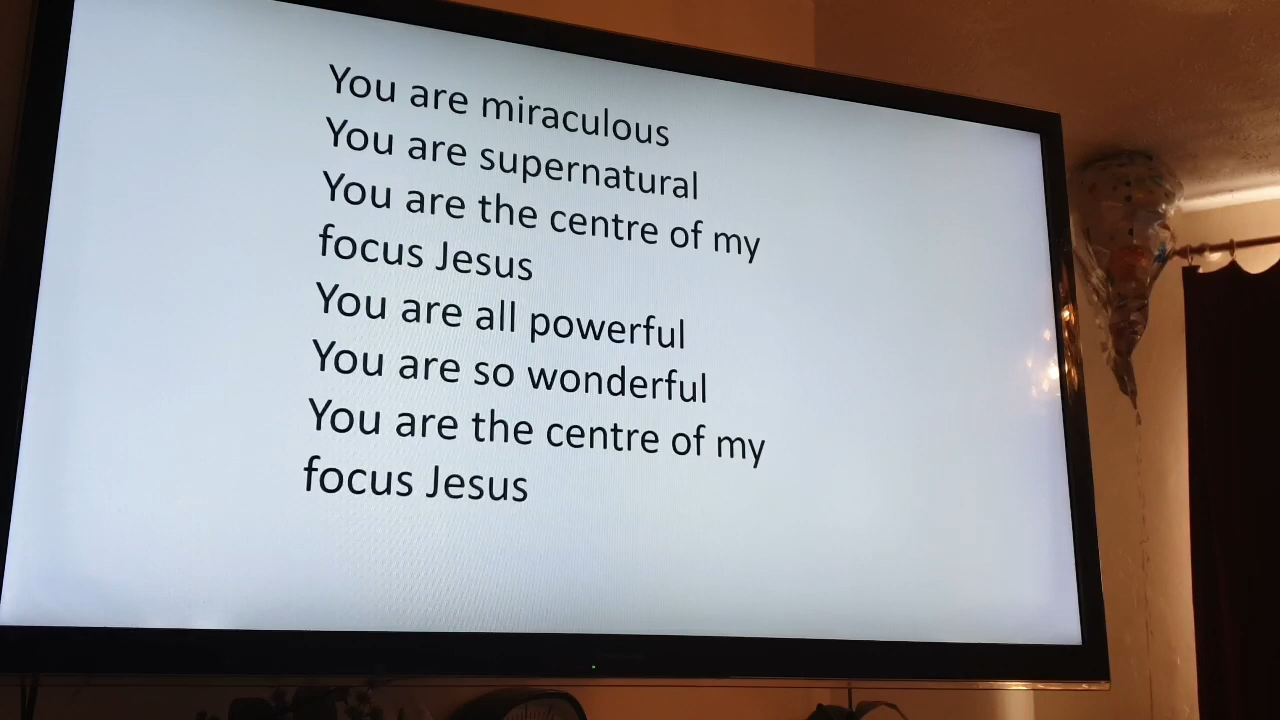 You are miraculous
You are supernatural
You are the centre of my
focus Jesus
You are all powerful
You are so wonderful
You are the centre of my
focus Jesus